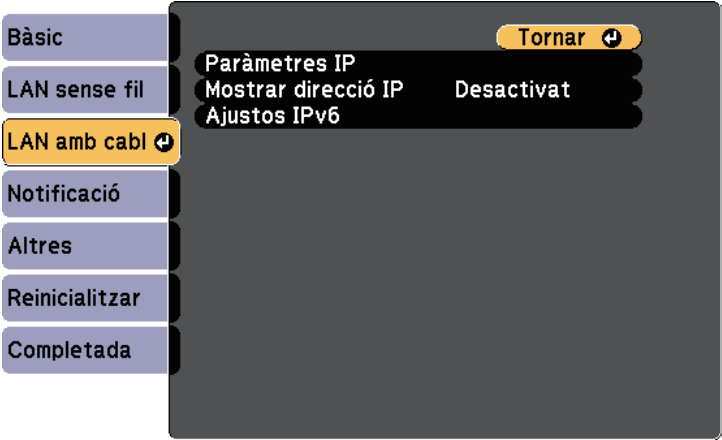 Bàsic
LAN sense fil
LAN amb cabl
Notificació
Altres
Reinicialitzar
Completada
Tornar
Paràmetres IP
Mostrar direcció IP Desactivat
Ajustos IPv6